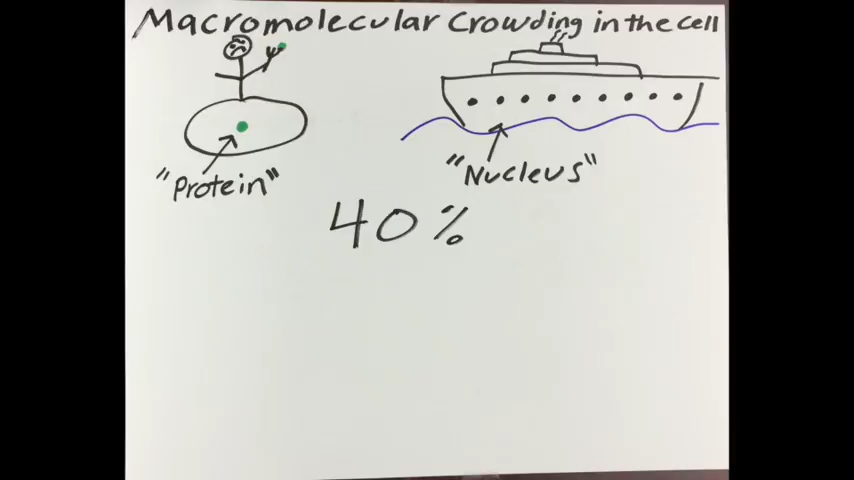 Macromolecular Crowding in the cell
"Protein"
"Nucleus"
40%